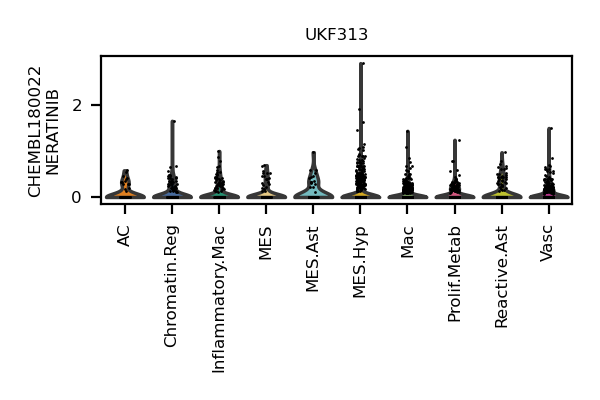 UKF313
CHEMBL180022
NERATINIB
2
0
AC
Chromatin.Reg
Inflammatory.Mac
MES
MES.Ast
MES.Hyp
Mac
Prolif.Metab
Reactive.Ast
Vasc